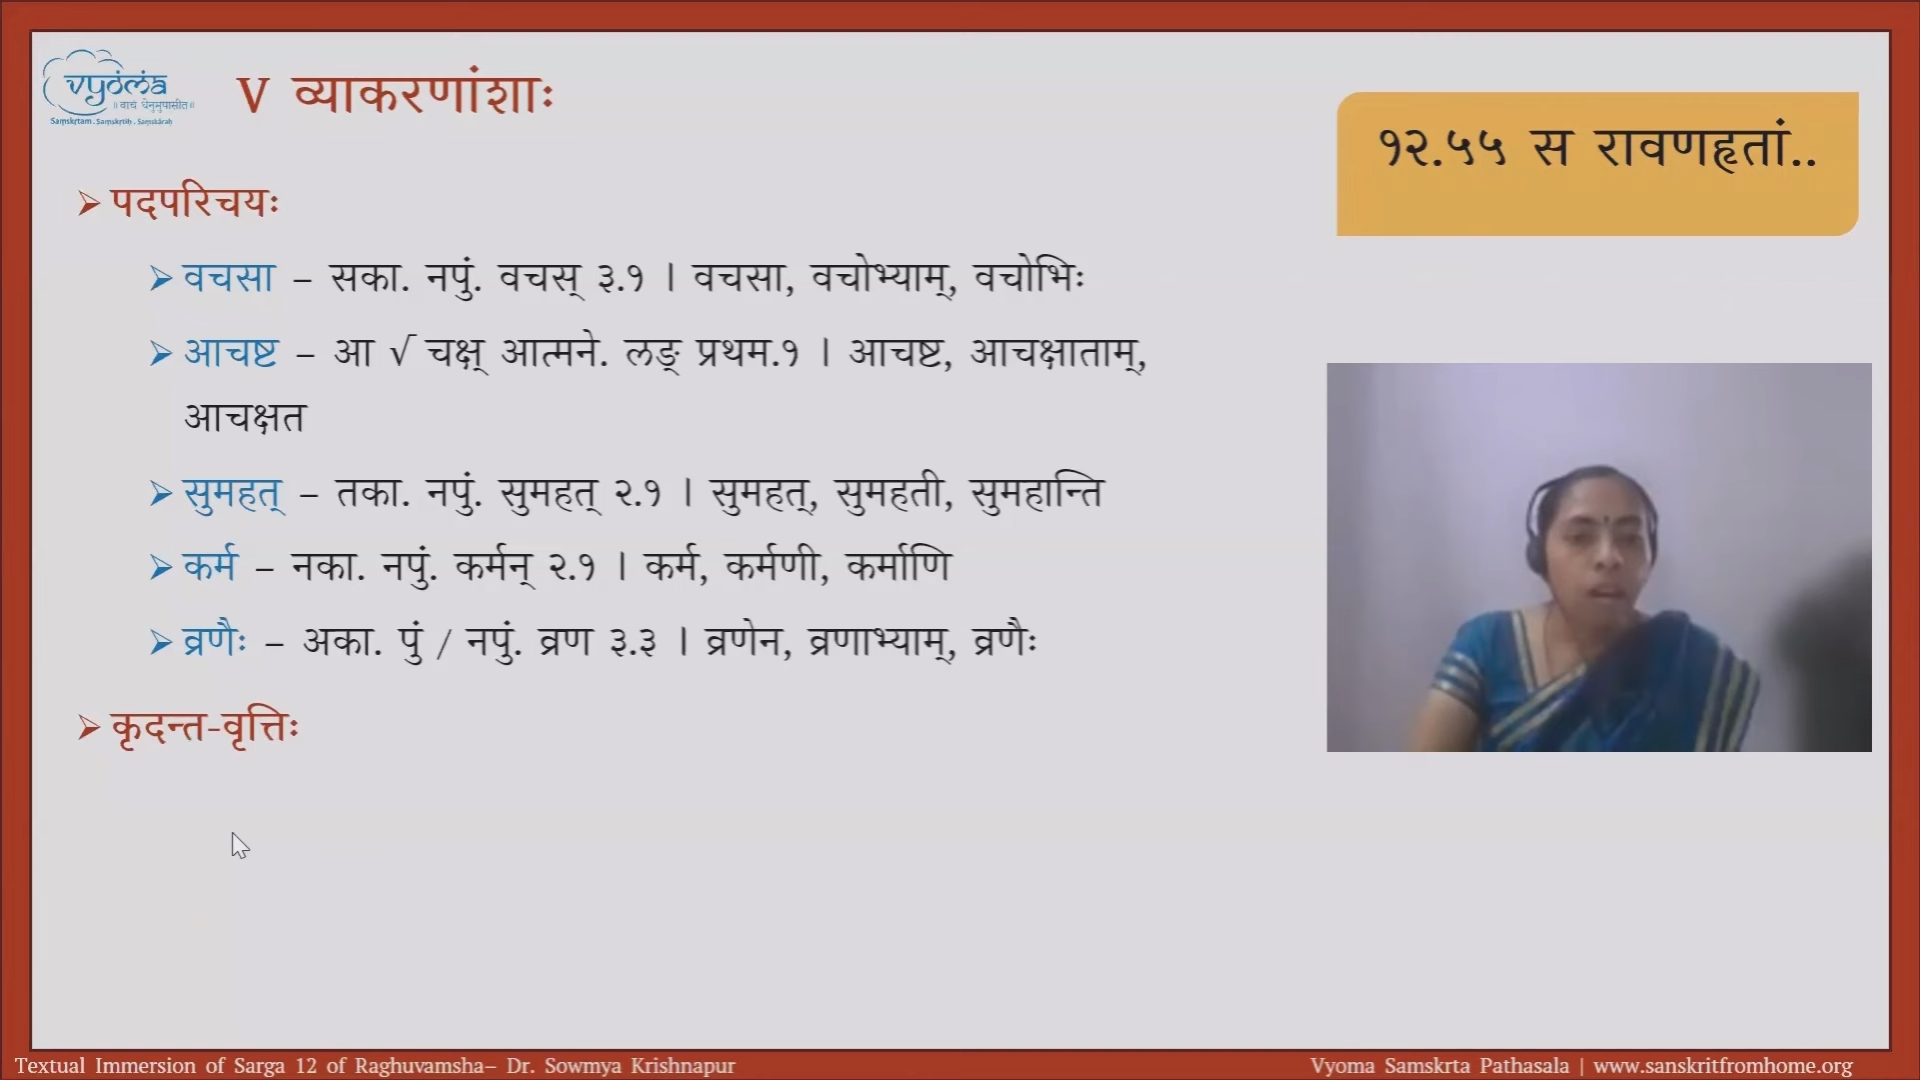 vyoma
॥ वाचं धेनुमुपासीत॥
Saṃskṛtam . Saṃskṛtiḥ . Saṃskāraḥ
V व्याकरणांशाः
१२.५५ स रावणहृतां..
पदपरिचयः
वचसा – सका. नपुं. वचस् ३.१ । वचसा, वचोभ्याम्, वचोभिः
आचष्ट – आ √ चक्ष् आत्मने. लङ् प्रथम.१ । आचष्ट, आचक्षाताम्,
आचक्षत
सुमहत् – तका. नपुं. सुमहत् २.१ । सुमहत्, सुमहती, सुमहान्ति
कर्म – नका. नपुं. कर्मन् २.१ । कर्म, कर्मणी, कर्माणि
व्रणैः – अका. पुं / नपुं. व्रण ३.३ । व्रणेन, व्रणाभ्याम्, व्रणैः
कृदन्त-वृत्तिः
Textual Immersion of Sarga 12 of Raghuvamsha– Dr. Sowmya Krishnapur
Vyoma Samskrta Pathasala | www.sanskritfromhome.org